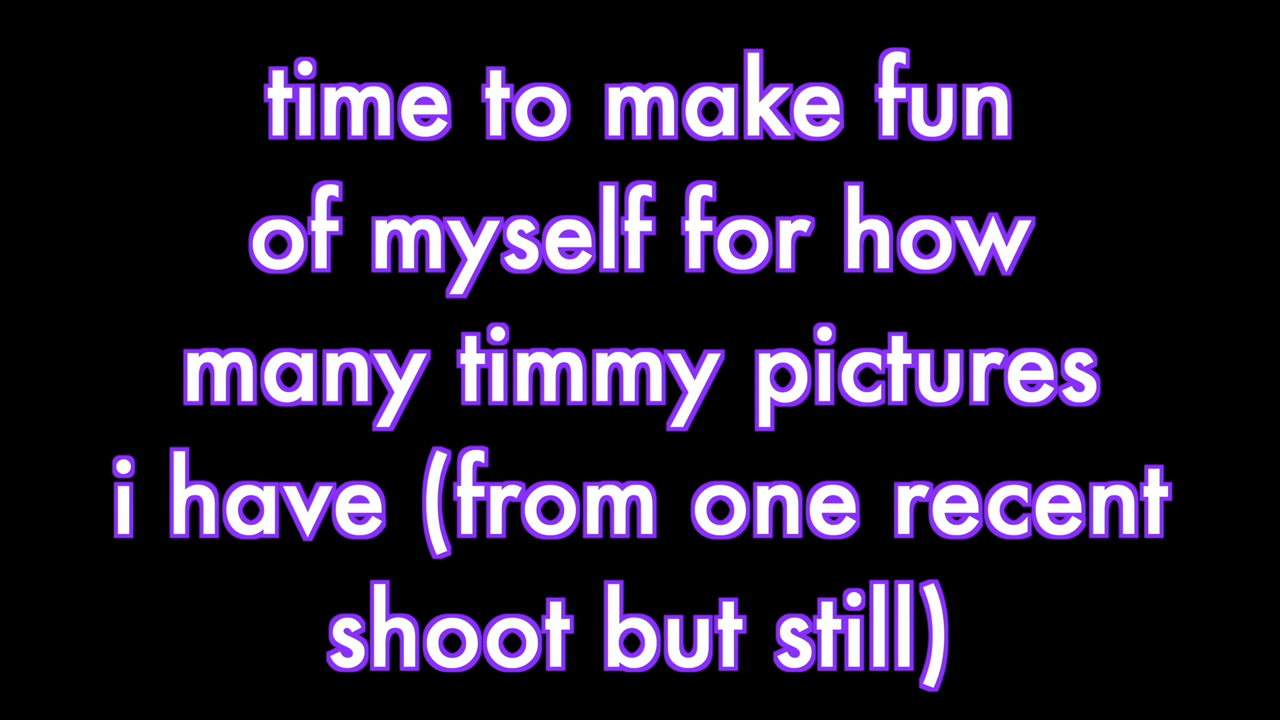 time to make fun
of myself for how
many timmy pictures
i have (from one recent
shoot but still)